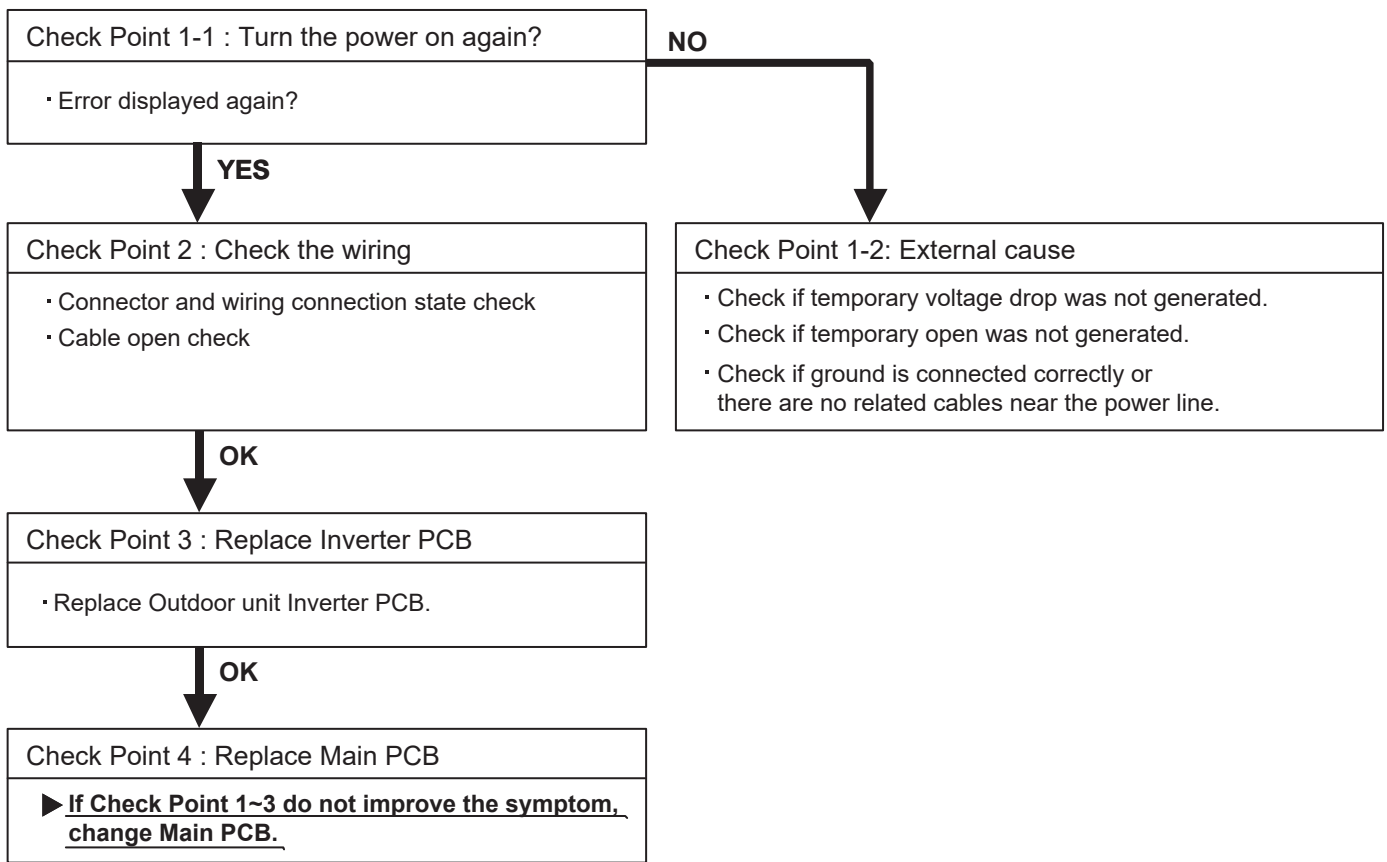 Check Point 1-1 : Turn the power on again?
NO
· Error displayed again?
YES
Check Point 2 : Check the wiring
· Connector and wiring connection state check
· Cable open check
Check Point 1-2: External cause
· Check if temporary voltage drop was not generated.
· Check if temporary open was not generated.
· Check if ground is connected correctly or
there are no related cables near the power line.
OK
Check Point 3 : Replace Inverter PCB
· Replace Outdoor unit Inverter PCB.
OK
Check Point 4 : Replace Main PCB
▶ If Check Point 1~3 do not improve the symptom,
change Main PCB.